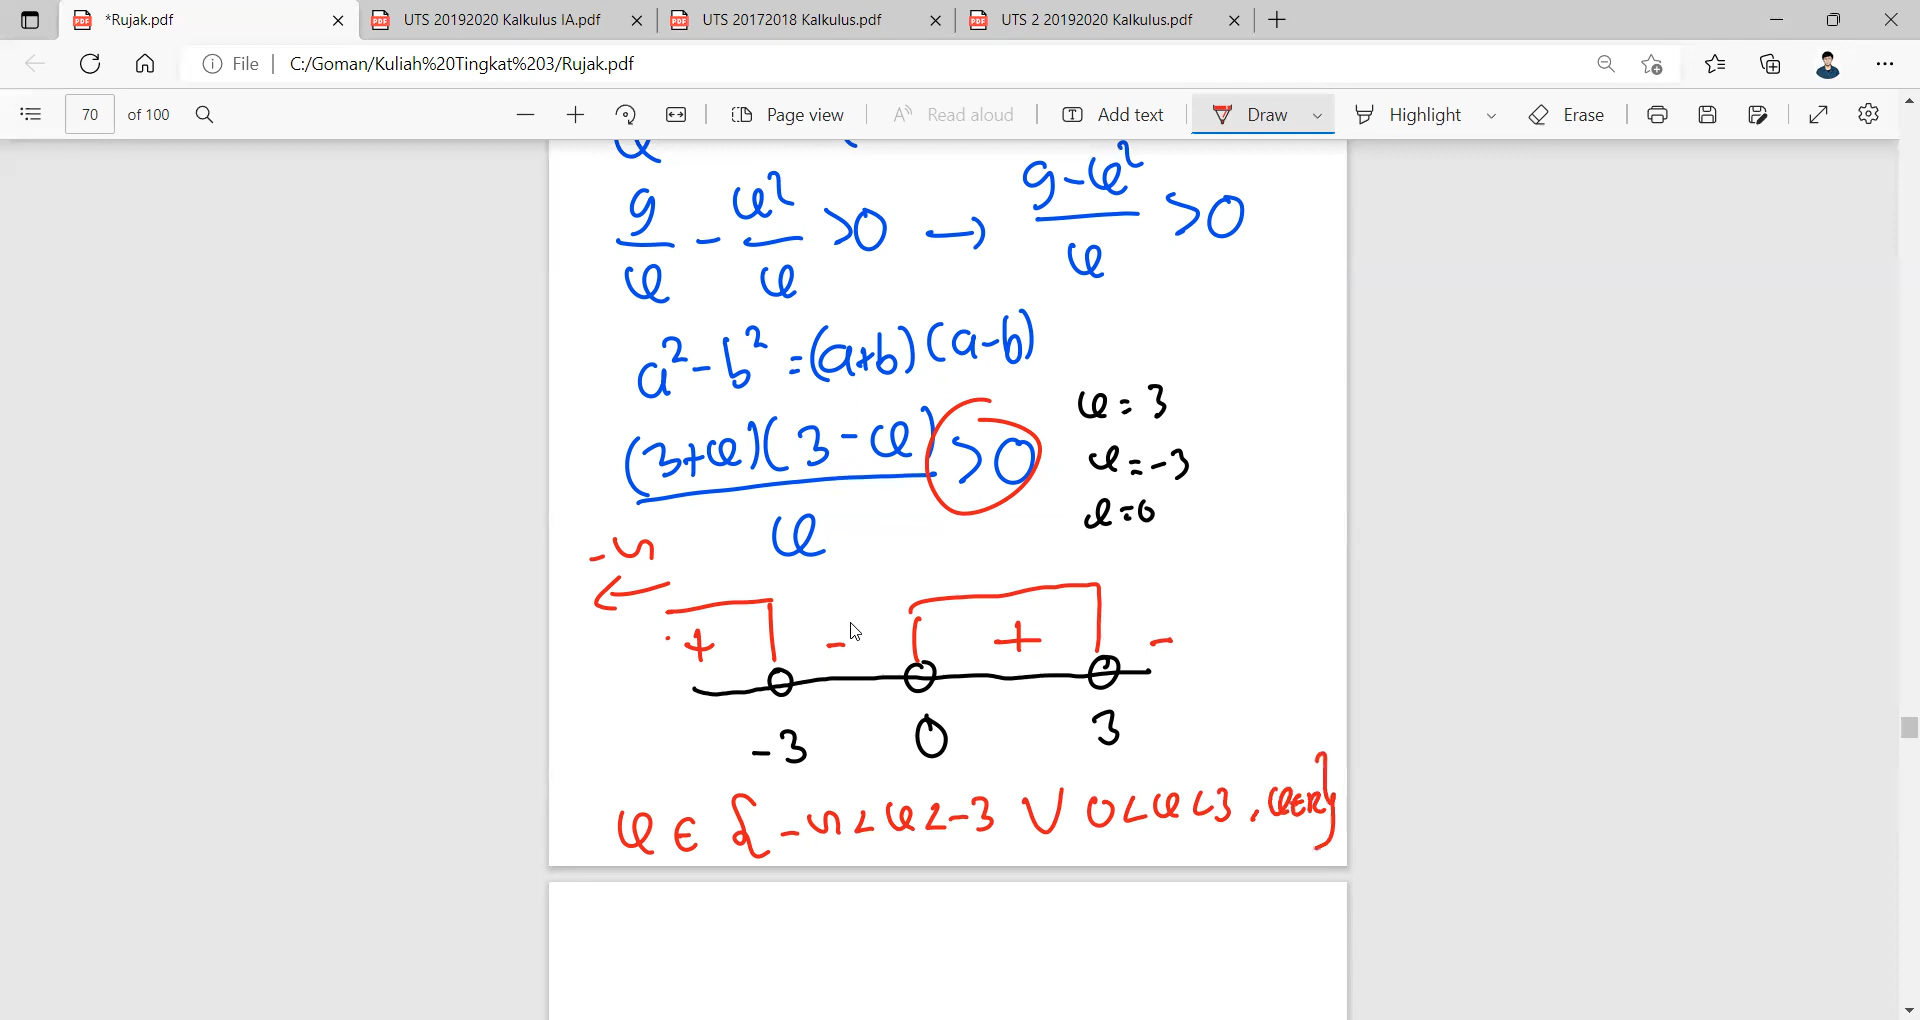 *Rujak.pdf
UTS 20192020 Kalkulus IA.pdf
UTS 20172018 Kalkulus.pdf
UTS 2 20192020 Kalkulus.pdf
File | C:/Goman/Kuliah%20Tingkat%203/Rujak.pdf
70 of 100
Page view
Read aloud
Add text
Draw
Highlight
Erase
9/x - x²/x >0 → 9-x²/x >0
a²-b² =(a+b)(a-b)
(3+x)(3-x)/x >0
x = 3
x = -3
x = 0
-∞
+ - + -
-3 0 3
x ∈ {-∞ < x < -3 ∨ 0 < x < 3, x∈R}